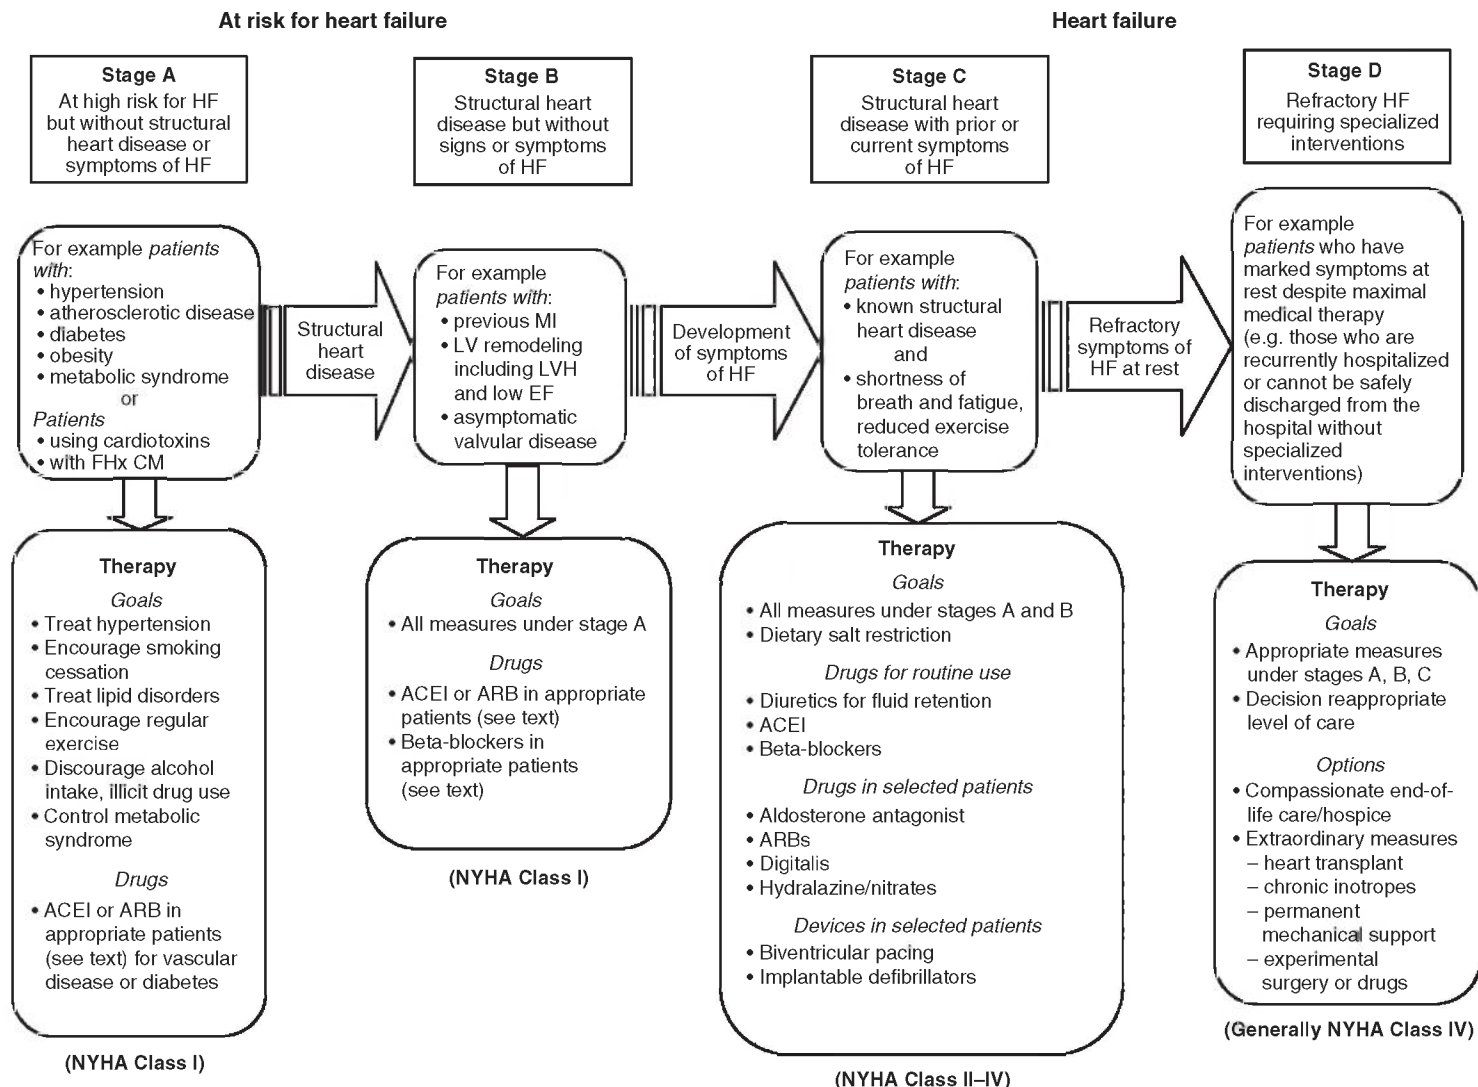 At risk for heart failure
Heart failure
Stage A
At high risk for HF
but without structural
heart disease or
symptoms of HF
Stage B
Structural heart
disease but without
signs or symptoms
of HF
Stage C
Structural heart
disease with prior or
current symptoms
of HF
Stage D
Refractory HF
requiring specialized
interventions
For example patients
with:
• hypertension
• atherosclerotic disease
• diabetes
• obesity
• metabolic syndrome
or
Patients
• using cardiotoxins
• with FHx CM
Structural
heart
disease
For example
patients with:
• previous MI
• LV remodeling
including LVH
and low EF
• asymptomatic
valvular disease
Development
of symptoms
of HF
For example
patients with:
• known structural
heart disease
and
• shortness of
breath and fatigue,
reduced exercise
tolerance
Refractory
symptoms of
HF at rest
For example
patients who have
marked symptoms at
rest despite maximal
medical therapy
(e.g. those who are
recurrently hospitalized
or cannot be safely
discharged from the
hospital without
specialized
interventions)
Therapy
Goals
• Treat hypertension
• Encourage smoking
cessation
• Treat lipid disorders
• Encourage regular
exercise
• Discourage alcohol
intake, illicit drug use
• Control metabolic
syndrome
Drugs
• ACEI or ARB in
appropriate patients
(see text) for vascular
disease or diabetes
(NYHA Class I)
Therapy
Goals
• All measures under stage A
Drugs
• ACEI or ARB in appropriate
patients (see text)
• Beta-blockers in
appropriate patients
(see text)
(NYHA Class I)
Therapy
Goals
• All measures under stages A and B
• Dietary salt restriction
Drugs for routine use
• Diuretics for fluid retention
• ACEI
• Beta-blockers
Drugs in selected patients
• Aldosterone antagonist
• ARBs
• Digitalis
• Hydralazine/nitrates
Devices in selected patients
• Biventricular pacing
• Implantable defibrillators
(NYHA Class II–IV)
Therapy
Goals
• Appropriate measures
under stages A, B, C
• Decision reappropriate
level of care
Options
• Compassionate end-of-
life care/hospice
• Extraordinary measures
– heart transplant
– chronic inotropes
– permanent
mechanical support
– experimental
surgery or drugs
(Generally NYHA Class IV)